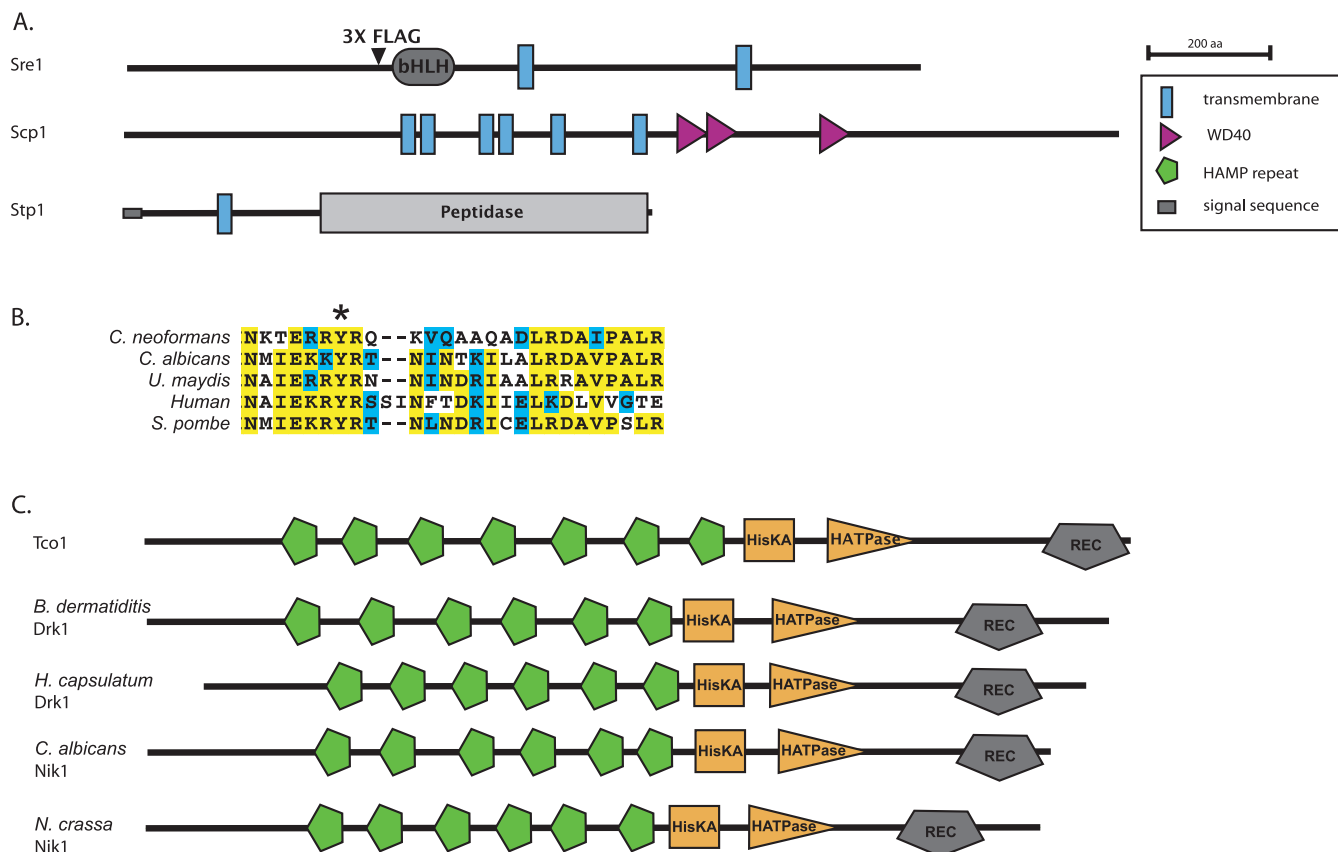 A.
3X FLAG
Sre1
bHLH
200 aa
Scp1
Stp1
Peptidase
transmembrane
WD40
HAMP repeat
signal sequence
B.
*
C. neoformans NKTERRYRQ--KVQAAQADLRDAIPALR
C. albicans NMIEKKYRT--NINTKILALRDAVPALR
U. maydis NAIERRYRN--NINDRIAALRRAVPALR
Human NAIEKRYRSSINFTDKIIELKDLVVGTE
S. pombe NMIEKRYRT--NLNDRICELRDAVPSLR
C.
Tco1
HisKA HATPase REC
B. dermatiditis
Drk1
HisKA HATPase REC
H. capsulatum
Drk1
HisKA HATPase REC
C. albicans
Nik1
HisKA HATPase REC
N. crassa
Nik1
HisKA HATPase REC